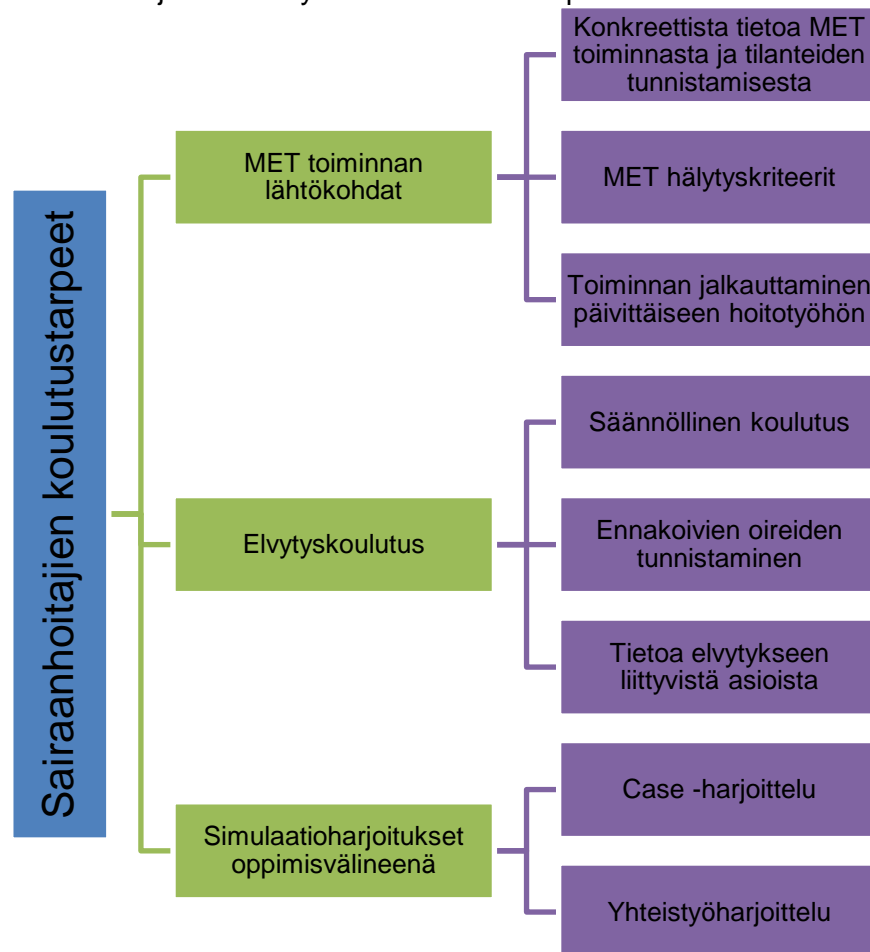 Sairaanhoitajien koulutustarpeet
MET toiminnan
lähtökohdat
Konkreettista tietoa MET
toiminnasta ja tilanteiden
tunnistamisesta
MET hälytyskriteerit
Toiminnan jalkauttaminen
päivittäiseen hoitotyöhön
Elvytyskoulutus
Säännöllinen koulutus
Ennakoivien oireiden
tunnistaminen
Tietoa elvytykseen
liittyvistä asioista
Simulaatioharjoitukset
oppimisvälineenä
Case -harjoittelu
Yhteistyöharjoittelu